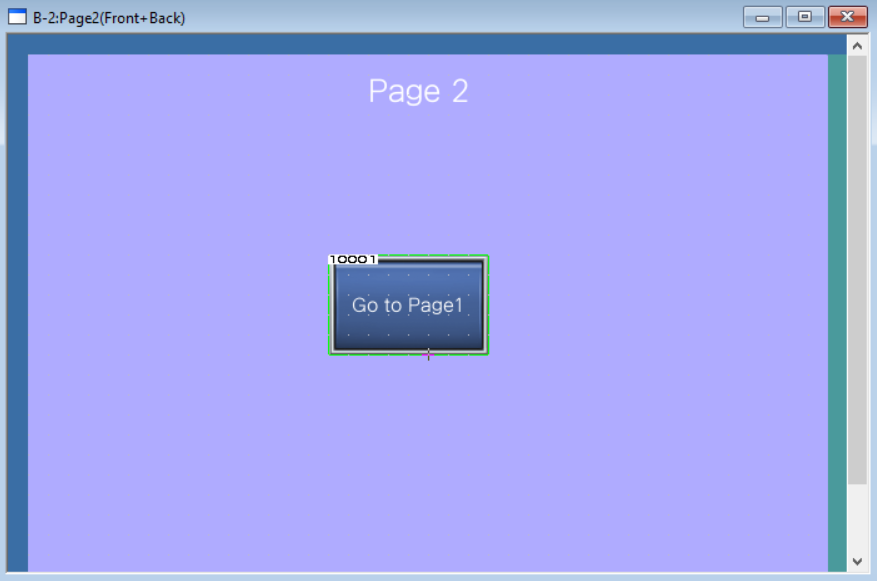 B-2:Page2(Front+Back)
Page 2
10001
Go to Page1